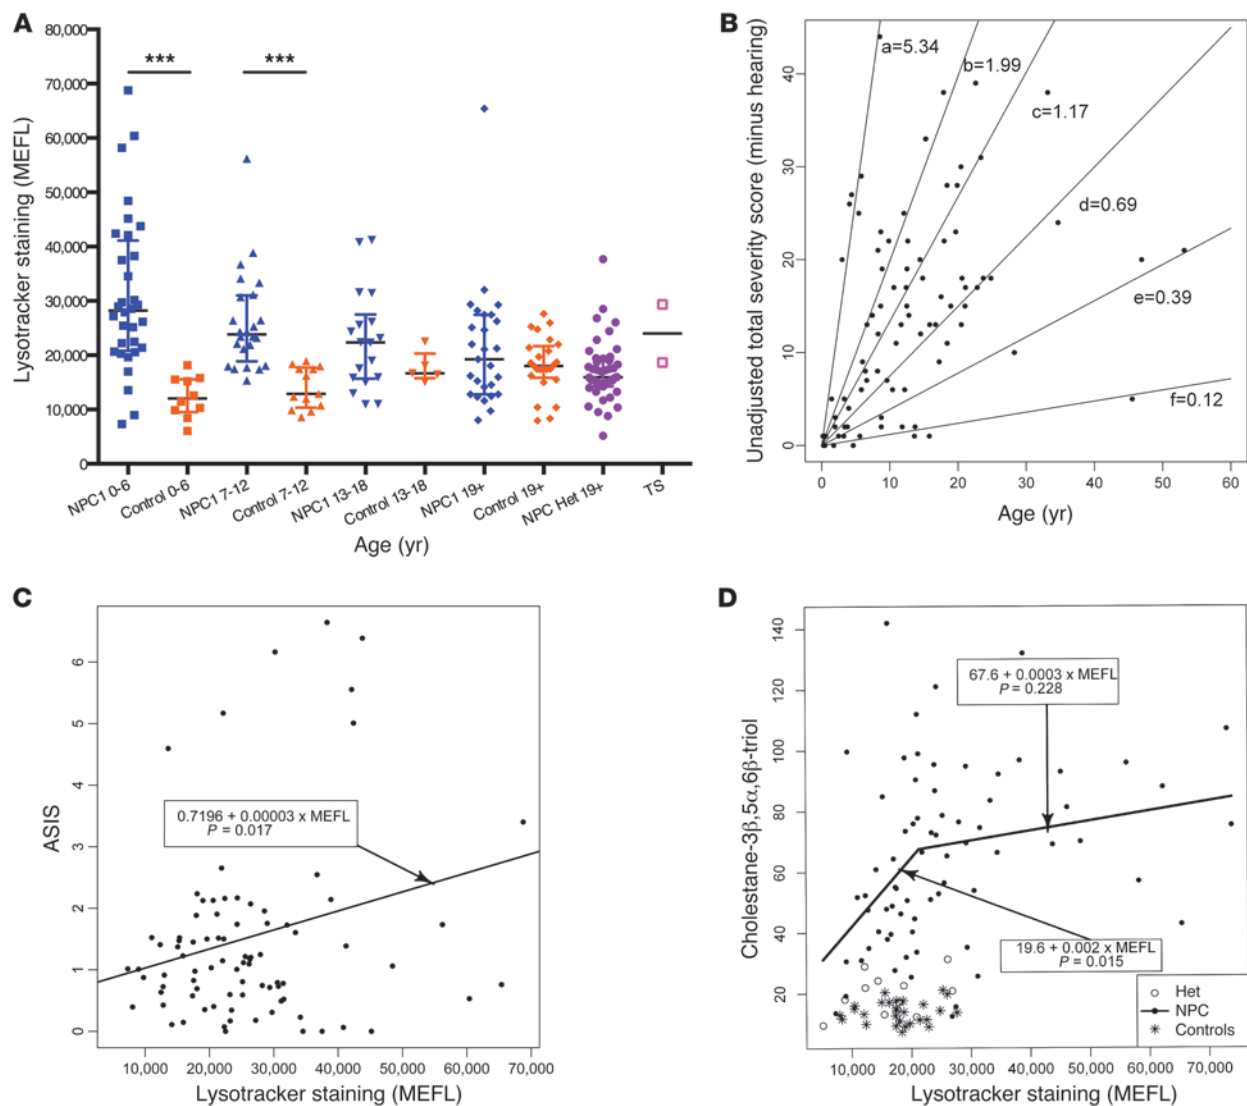 A
80,000
70,000
60,000
50,000
40,000
30,000
20,000
10,000
0
Lysotracker staining (MEFL)
***
***
NPC1 0-6
Control 0-6
NPC1 7-12
Control 7-12
NPC1 13-18
Control 13-18
NPC1 19+
Control 19+
NPC Het 19+
TS
Age (yr)
B
Unadjusted total severity score (minus hearing)
40
30
20
10
0
a=5.34
b=1.99
c=1.17
d=0.69
e=0.39
f=0.12
0
10
20
30
40
50
60
Age (yr)
C
ASIS
6
5
4
3
2
1
0
0.7196 + 0.00003 x MEFL
P = 0.017
10,000
20,000
30,000
40,000
50,000
60,000
70,000
Lysotracker staining (MEFL)
D
Cholestane-3β,5α,6β-triol
140
120
100
80
60
40
20
67.6 + 0.0003 x MEFL
P = 0.228
19.6 + 0.002 x MEFL
P = 0.015
Het
NPC
Controls
10,000
20,000
30,000
40,000
50,000
60,000
70,000
Lysotracker staining (MEFL)